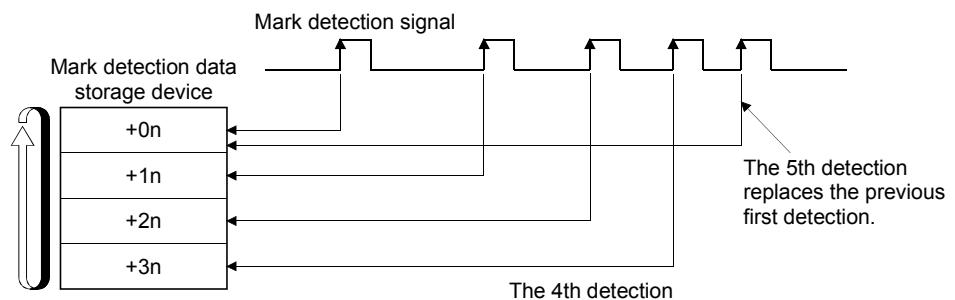 Mark detection signal
Mark detection data
storage device
+0n
+1n
+2n
+3n
The 5th detection
replaces the previous
first detection.
The 4th detection